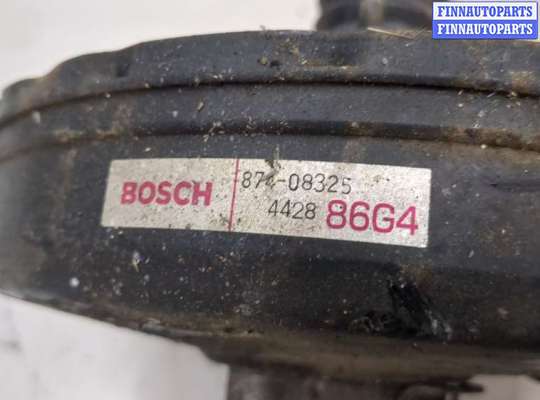 FINNAUTOPARTS
FINNAUTOPARTS
BOSCH
874-08325
4428 86G4